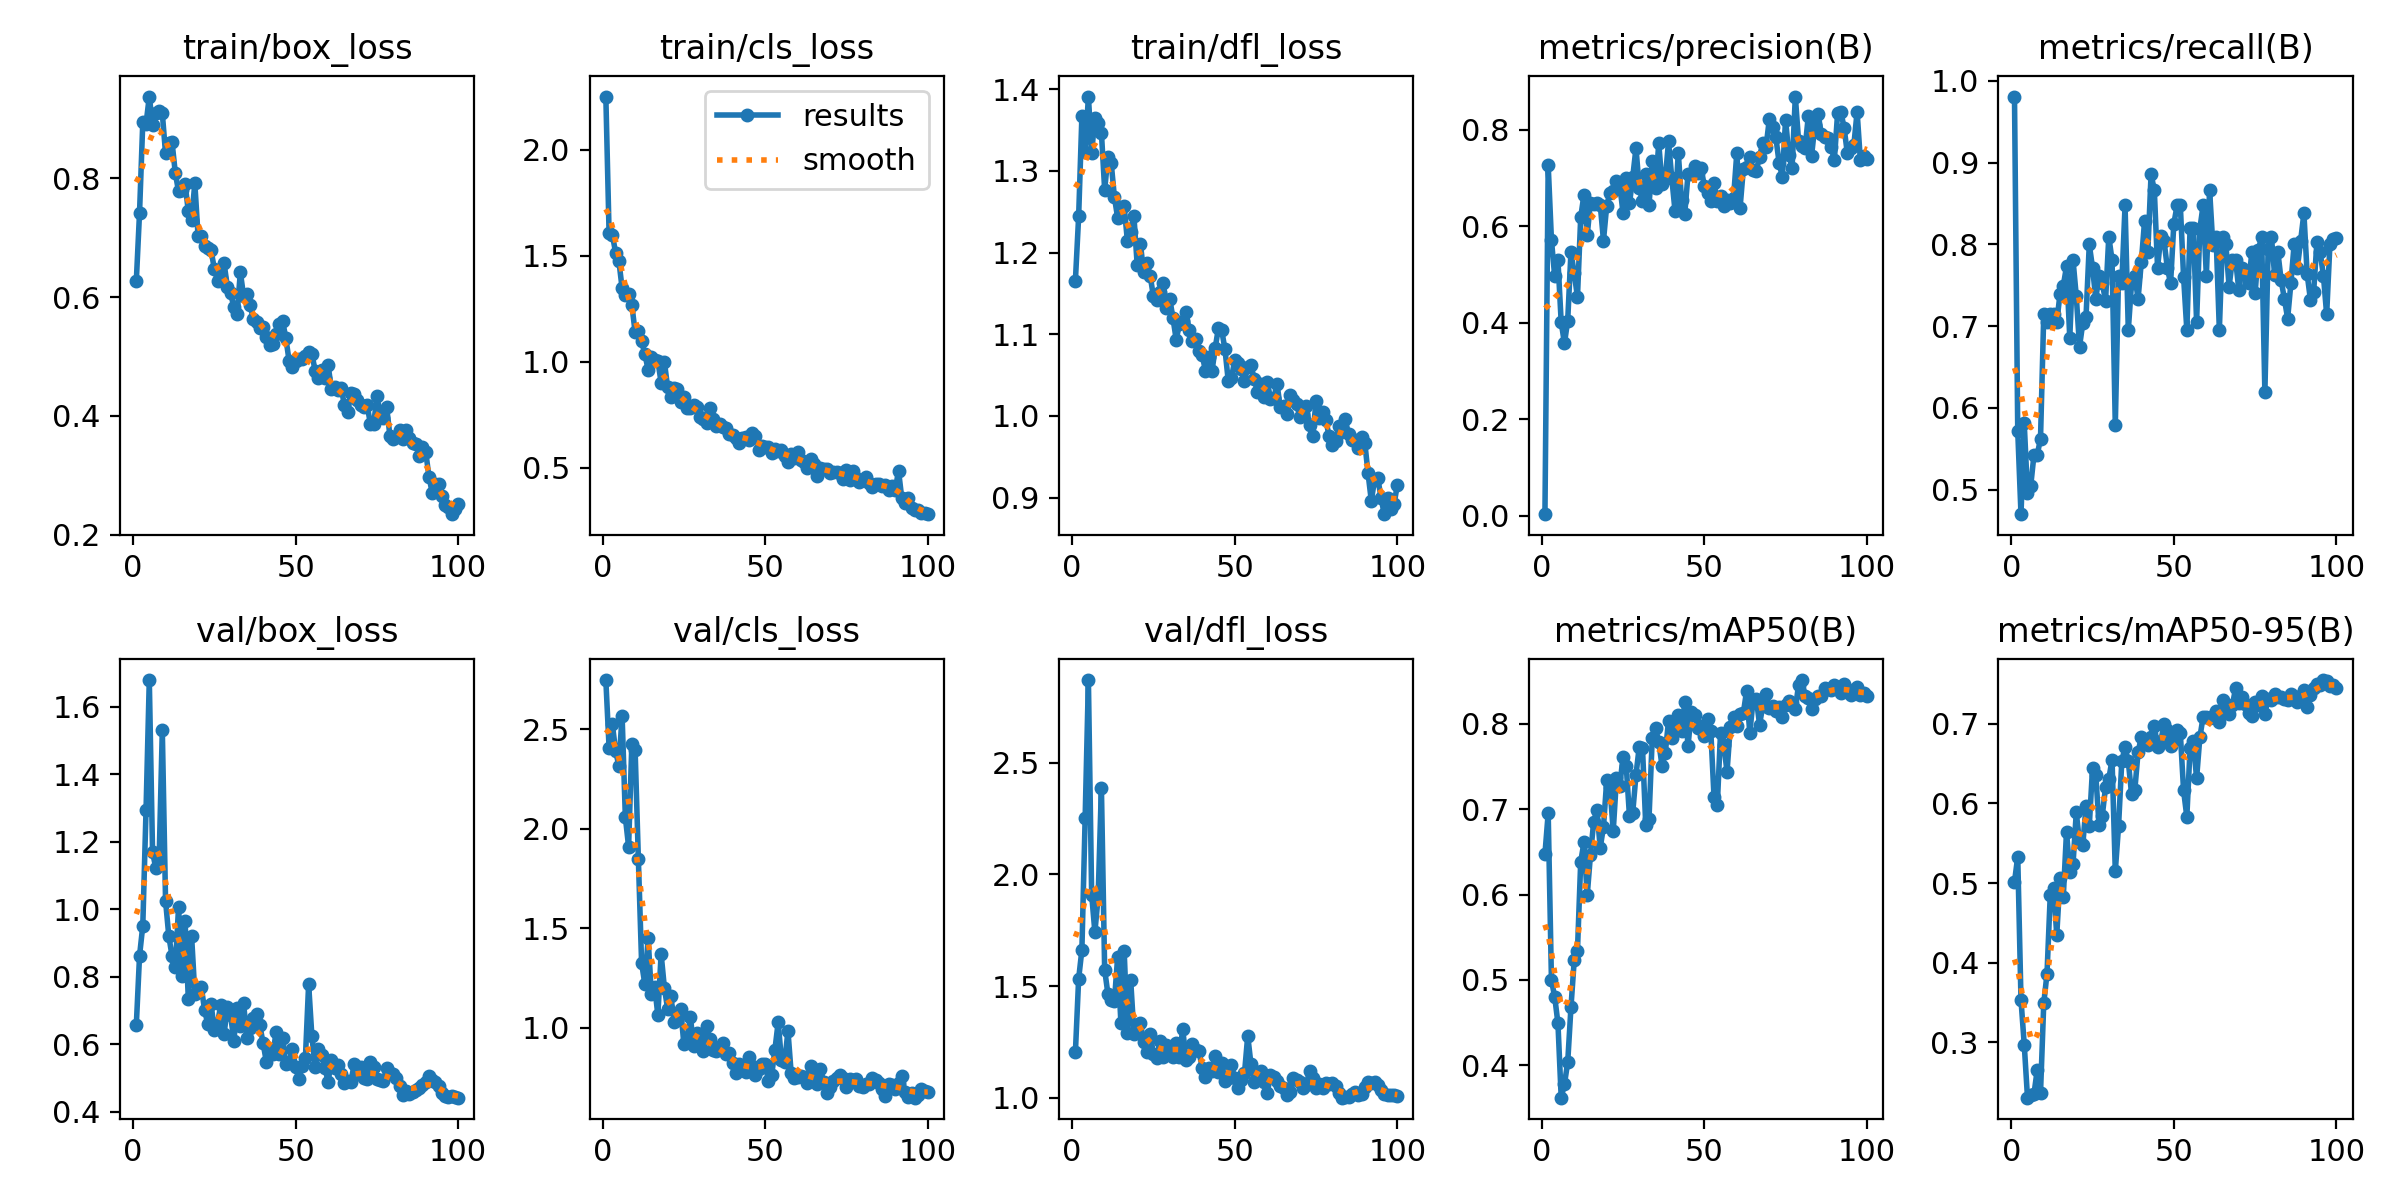 train/box_loss
train/cls_loss
train/dfl_loss
metrics/precision(B)
metrics/recall(B)
0.8
0.6
0.4
0.2
0 50 100
results
smooth
2.0
1.5
1.0
0.5
0 50 100
1.4
1.3
1.2
1.1
1.0
0.9
0 50 100
0.8
0.6
0.4
0.2
0.0
0 50 100
1.0
0.9
0.8
0.7
0.6
0.5
0 50 100
val/box_loss
val/cls_loss
val/dfl_loss
metrics/mAP50(B)
metrics/mAP50-95(B)
1.6
1.4
1.2
1.0
0.8
0.6
0.4
0 50 100
2.5
2.0
1.5
1.0
0 50 100
2.5
2.0
1.5
1.0
0 50 100
0.8
0.7
0.6
0.5
0.4
0 50 100
0.7
0.6
0.5
0.4
0.3
0 50 100